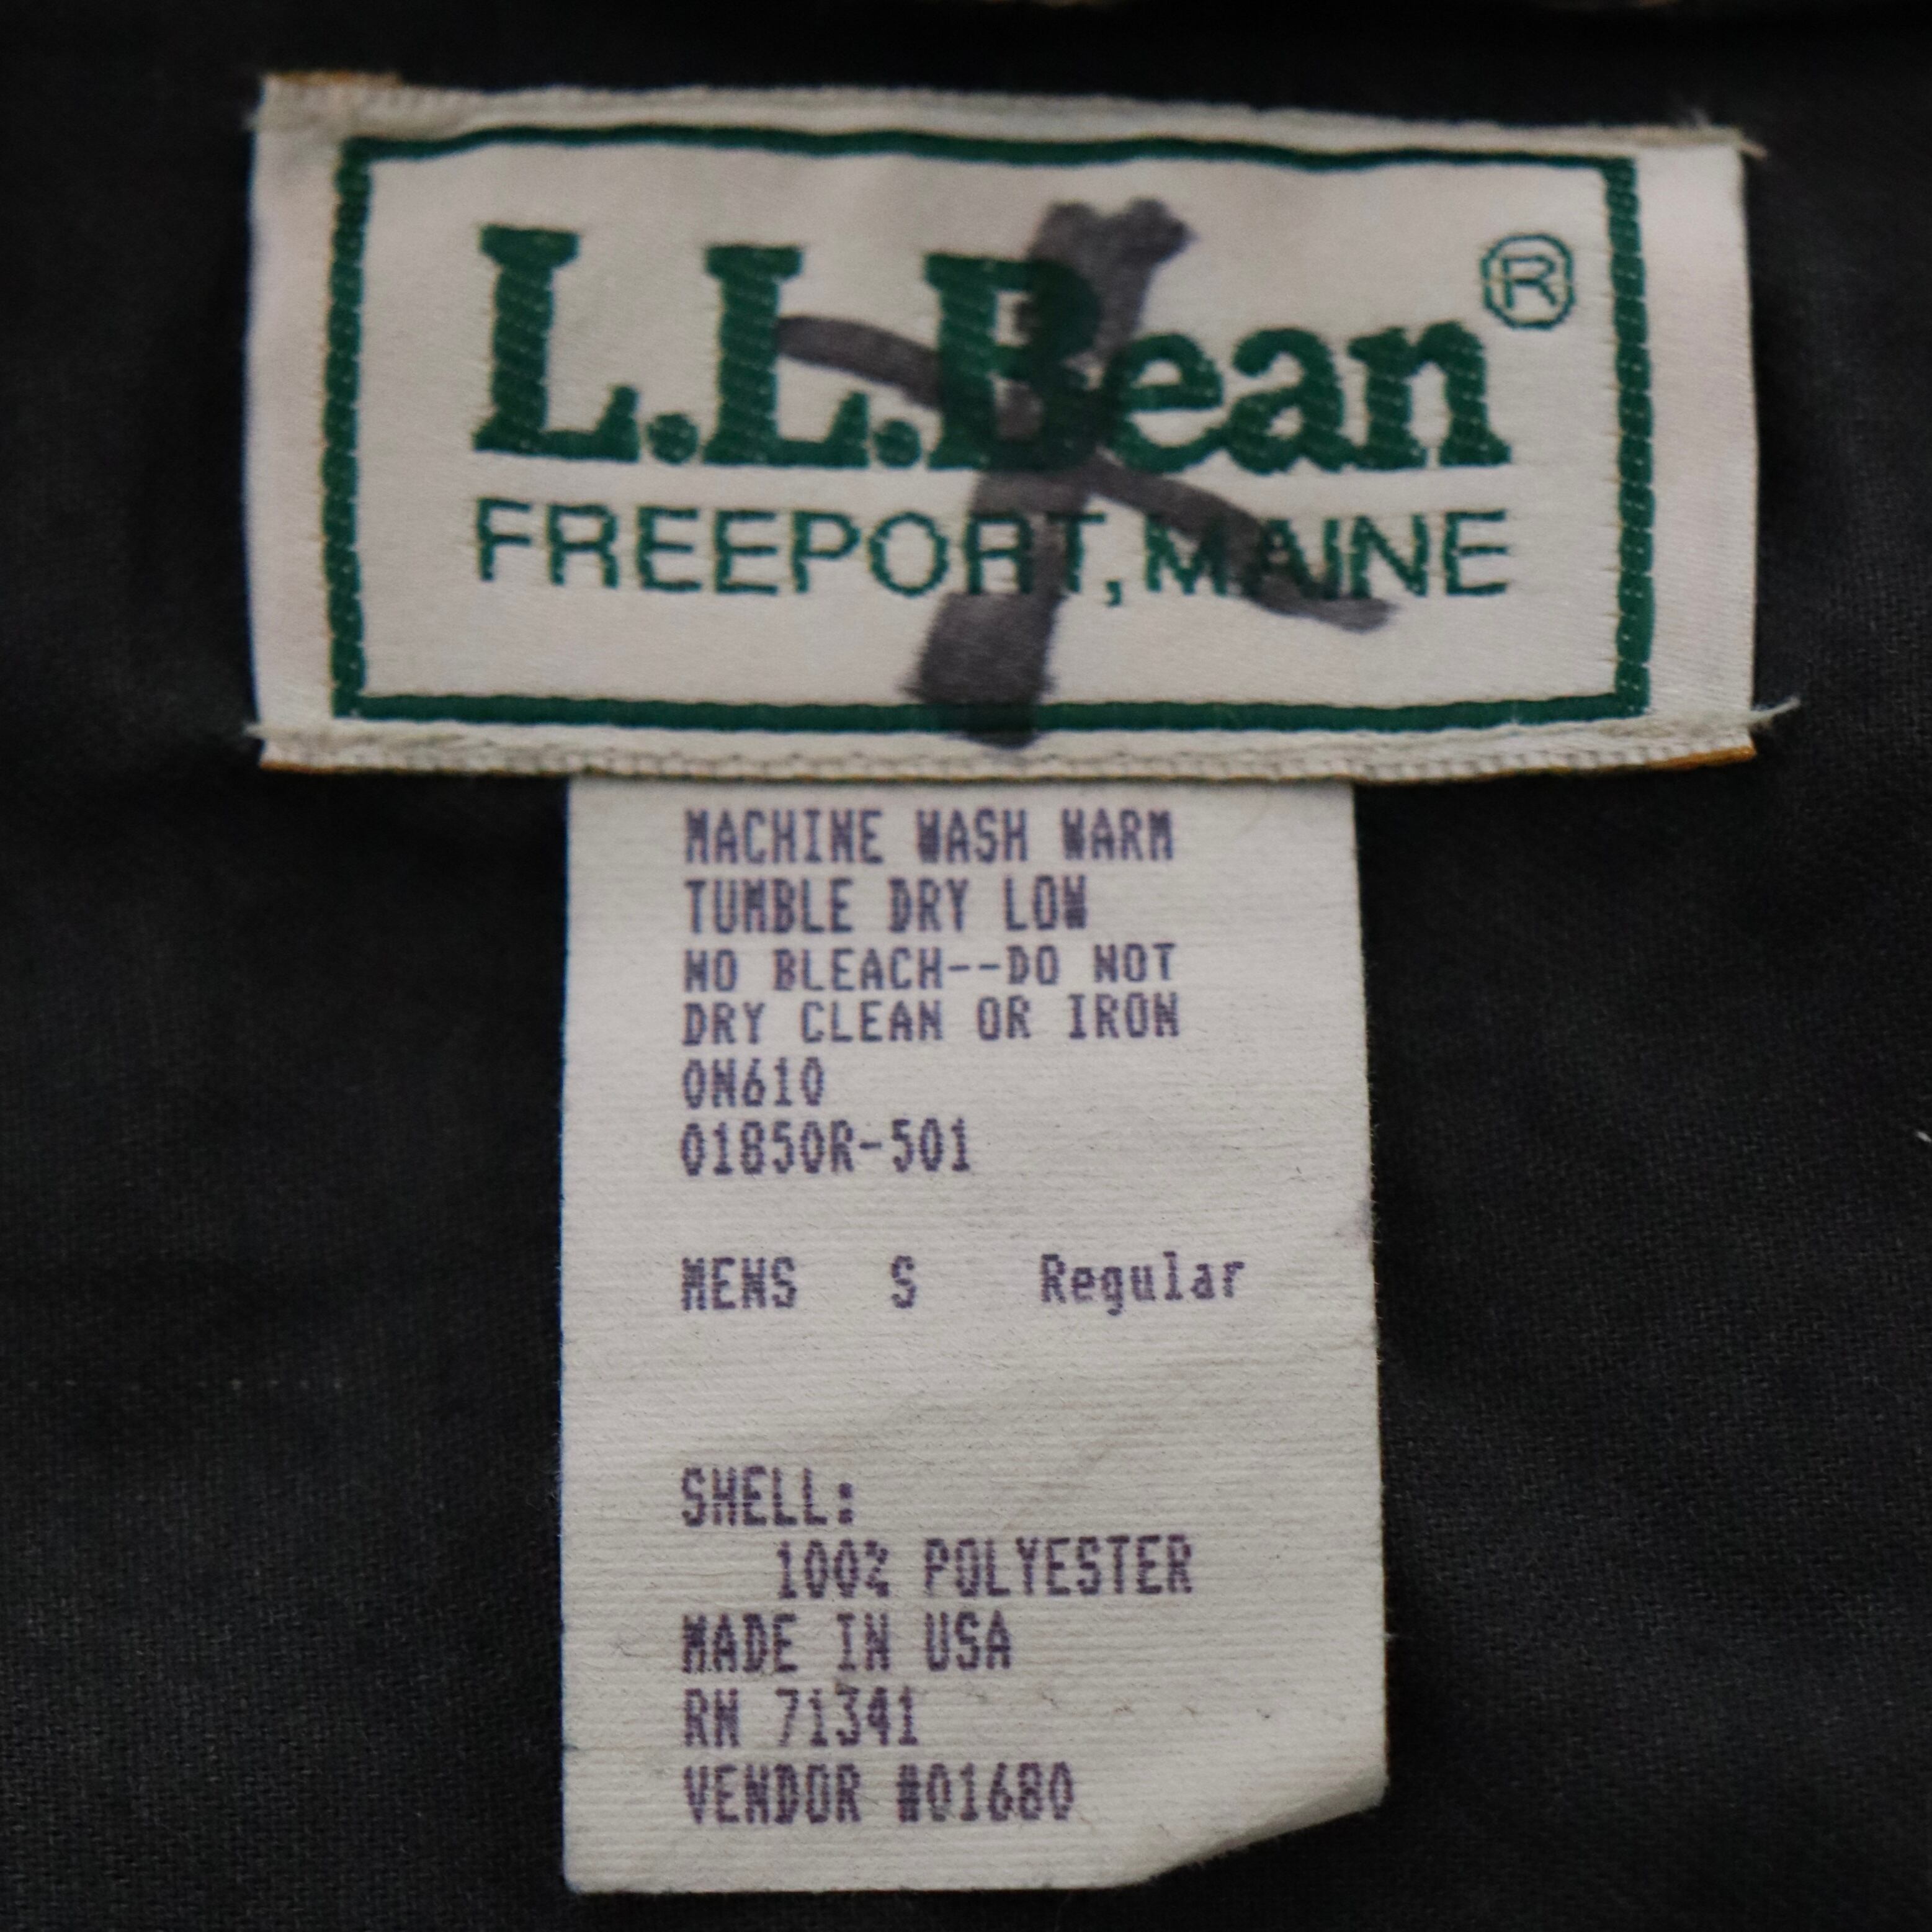 L.L.Bean®
FREEPORT, MAINE
MACHINE WASH WARM
TUMBLE DRY LOW
NO BLEACH--DO NOT
DRY CLEAN OR IRON
0N610
01850R-501
MENS S Regular
SHELL:
100% POLYESTER
MADE IN USA
RN 71341
VENDOR #01680